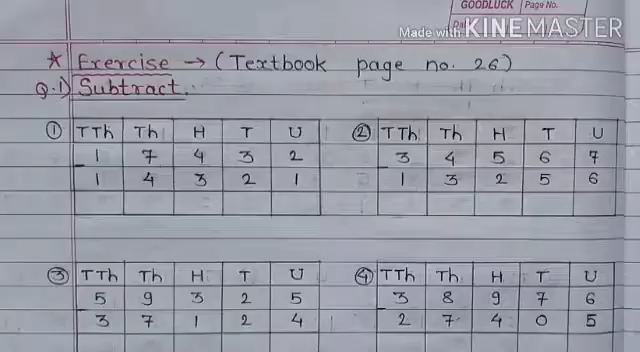 GOODLUCK Page No.
Made with KINEMASTER
★ Exercise → (Textbook page no. 26)
Q.1) Subtract.
① TTh Th H T U
1 7 4 3 2
- 1 4 3 2 1
② TTh Th H T U
3 4 5 6 7
- 1 3 2 5 6
③ TTh Th H T U
5 9 3 2 5
3 7 1 2 4
④ TTh Th H T U
3 8 9 7 6
2 7 4 0 5